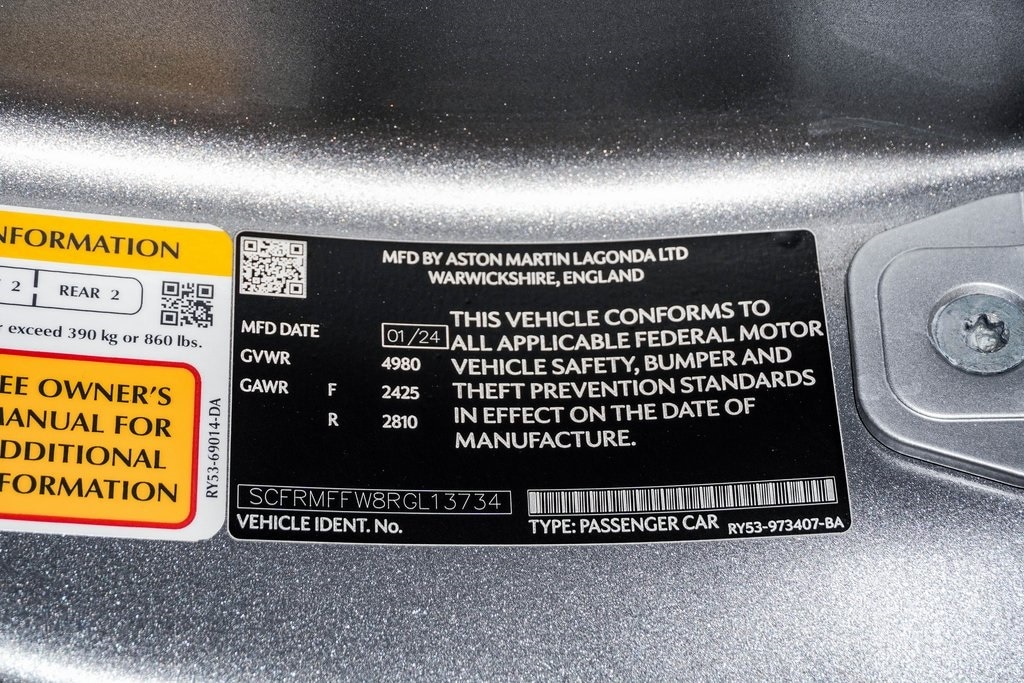 NFORMATION
2 REAR 2
exceed 390 kg or 860 lbs.
EE OWNER'S
ANUAL FOR
DDITIONAL
FORMATION
RY53-69014-DA
MFD BY ASTON MARTIN LAGONDA LTD
WARWICKSHIRE, ENGLAND
MFD DATE 01/24
GVWR 4980
GAWR F 2425
R 2810
THIS VEHICLE CONFORMS TO
ALL APPLICABLE FEDERAL MOTOR
VEHICLE SAFETY, BUMPER AND
THEFT PREVENTION STANDARDS
IN EFFECT ON THE DATE OF
MANUFACTURE.
SCFRMFFW8RGL13734
VEHICLE IDENT. No.
TYPE: PASSENGER CAR RY53-973407-BA